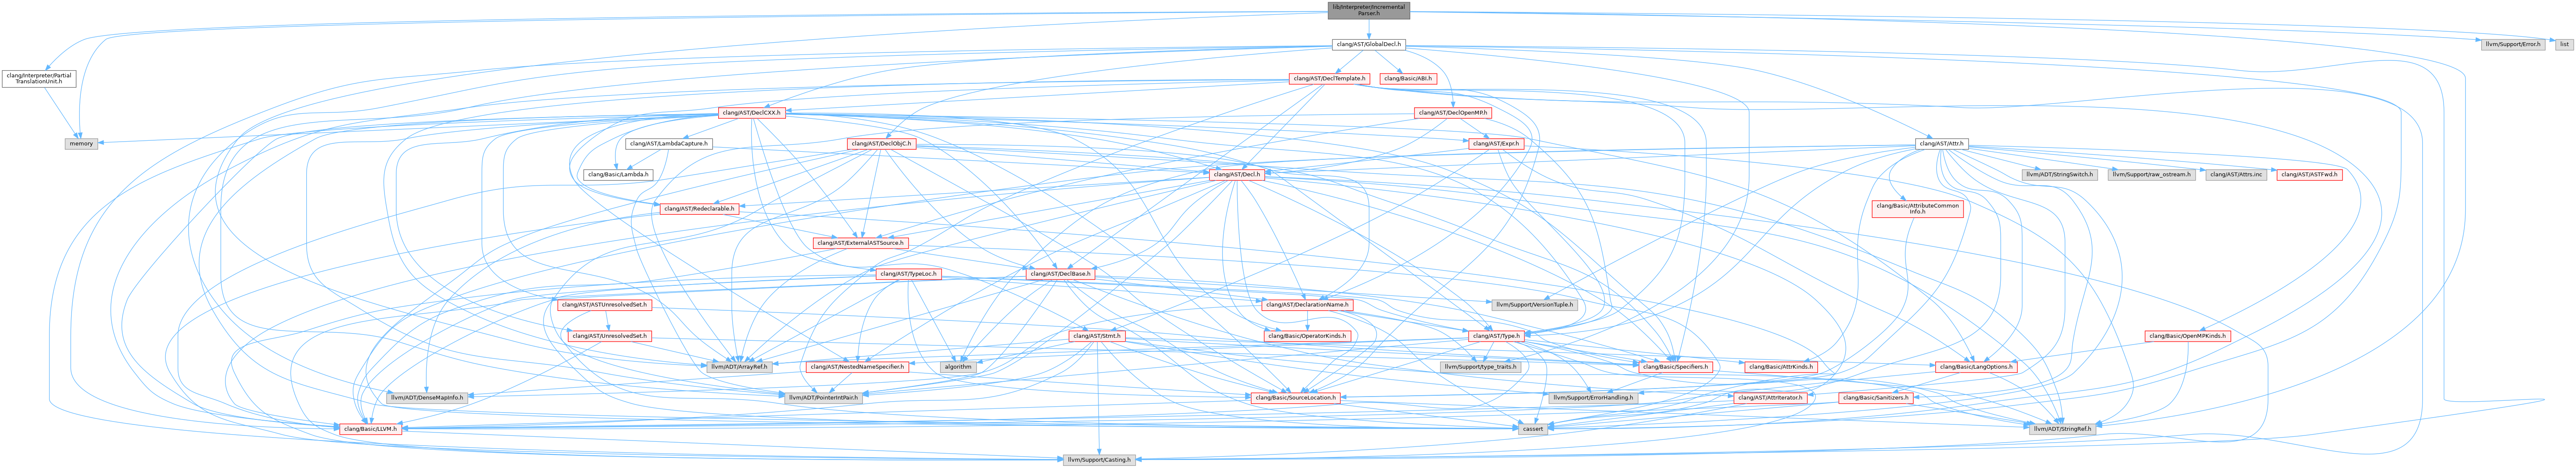 lib/Interpreter/Incremental
Parser.h
clang/AST/GlobalDecl.h
llvm/Support/Error.h
list
clang/Interpreter/Partial
TranslationUnit.h
clang/AST/DeclTemplate.h
clang/Basic/ABI.h
clang/AST/DeclCXX.h
clang/AST/DeclOpenMP.h
memory
clang/AST/LambdaCapture.h
clang/AST/DeclObjC.h
clang/AST/Expr.h
clang/AST/Attr.h
clang/Basic/Lambda.h
clang/AST/Decl.h
llvm/ADT/StringSwitch.h
llvm/Support/raw_ostream.h
clang/AST/Attrs.inc
clang/AST/ASTFwd.h
clang/AST/Redeclarable.h
clang/Basic/AttributeCommon
Info.h
clang/AST/ExternalASTSource.h
clang/AST/TypeLoc.h
clang/AST/DeclBase.h
clang/AST/ASTUnresolvedSet.h
clang/AST/DeclarationName.h
llvm/Support/VersionTuple.h
clang/AST/UnresolvedSet.h
clang/AST/Stmt.h
clang/Basic/OperatorKinds.h
clang/AST/Type.h
clang/Basic/OpenMPKinds.h
llvm/ADT/ArrayRef.h
clang/AST/NestedNameSpecifier.h
algorithm
llvm/Support/type_traits.h
clang/Basic/Specifiers.h
clang/Basic/AttrKinds.h
clang/Basic/LangOptions.h
llvm/ADT/DenseMapInfo.h
llvm/ADT/PointerIntPair.h
clang/Basic/SourceLocation.h
llvm/Support/ErrorHandling.h
clang/AST/AttrIterator.h
clang/Basic/Sanitizers.h
clang/Basic/LLVM.h
cassert
llvm/ADT/StringRef.h
llvm/Support/Casting.h